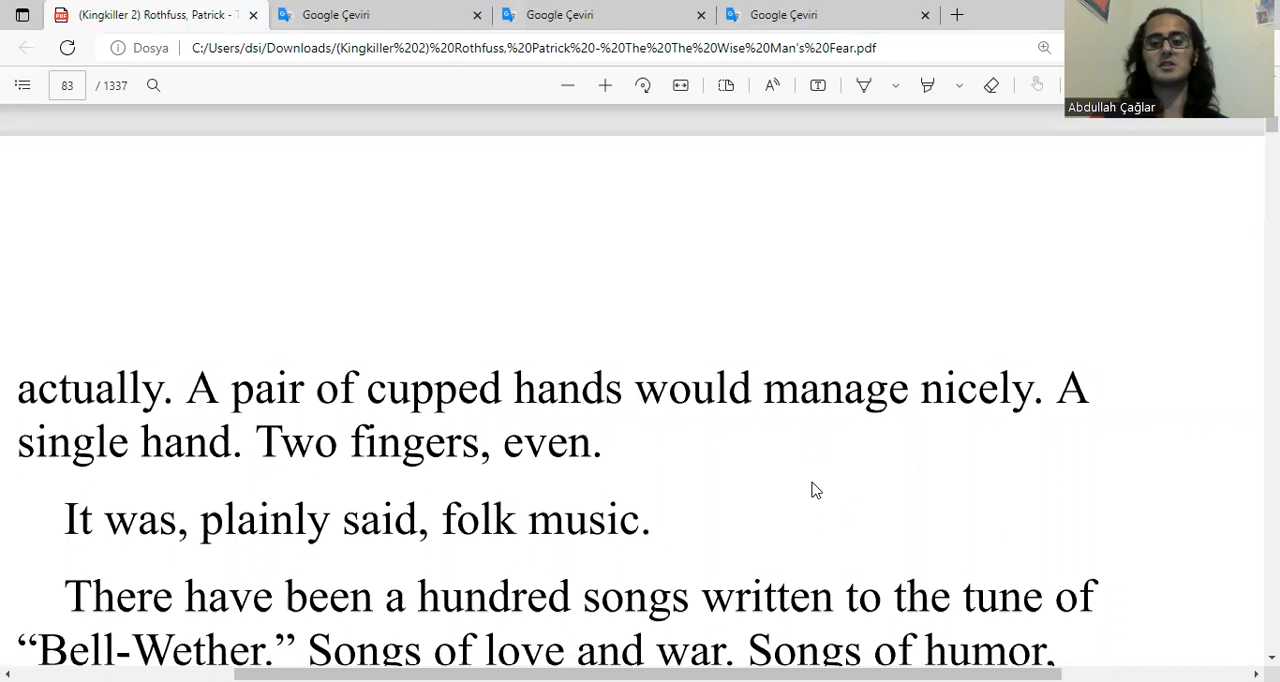 (Kingkiller 2) Rothfuss, Patrick - T
Google Çeviri
Google Çeviri
Google Çeviri
Dosya
C:/Users/dsi/Downloads/(Kingkiller%202)%20Rothfuss,%20Patrick%20-%20The%20The%20Wise%20Man's%20Fear.pdf
83 / 1337
Abdullah Çağlar
actually. A pair of cupped hands would manage nicely. A
single hand. Two fingers, even.
It was, plainly said, folk music.
There have been a hundred songs written to the tune of
“Bell-Wether.” Songs of love and war. Songs of humor,